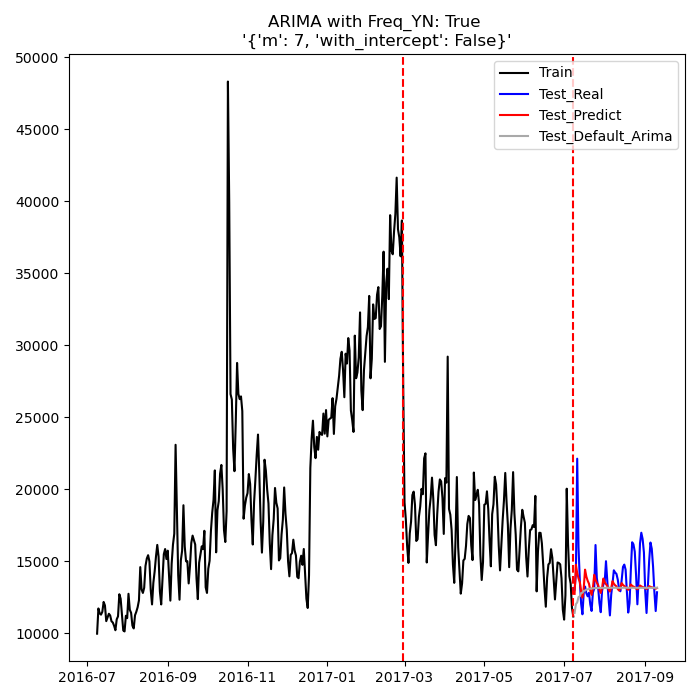 ARIMA with Freq_YN: True
'{'m': 7, 'with_intercept': False}'
50000
45000
40000
35000
30000
25000
20000
15000
10000
Train
Test_Real
Test_Predict
Test_Default_Arima
2016-07
2016-09
2016-11
2017-01
2017-03
2017-05
2017-07
2017-09